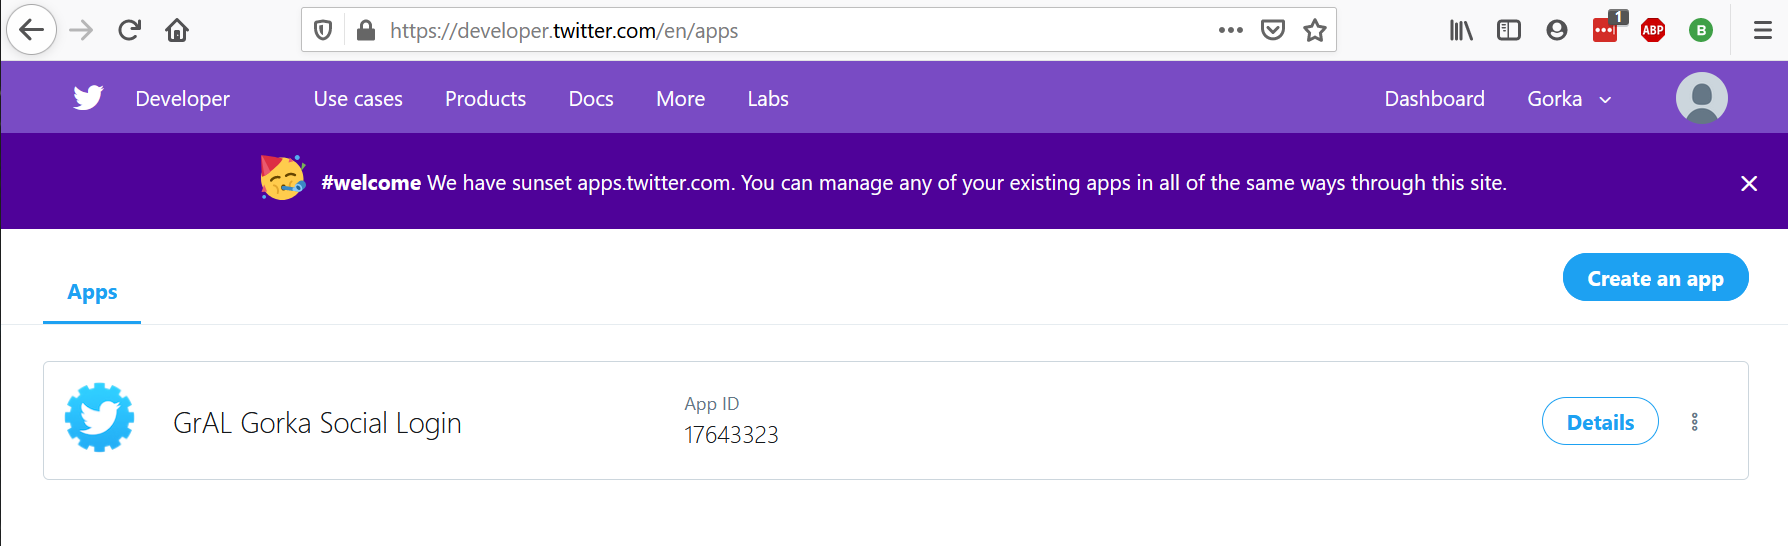 https://developer.twitter.com/en/apps
1
ABP
B
Developer Use cases Products Docs More Labs Dashboard Gorka
#welcome We have sunset apps.twitter.com. You can manage any of your existing apps in all of the same ways through this site.
Apps
Create an app
GrAL Gorka Social Login
App ID
17643323
Details